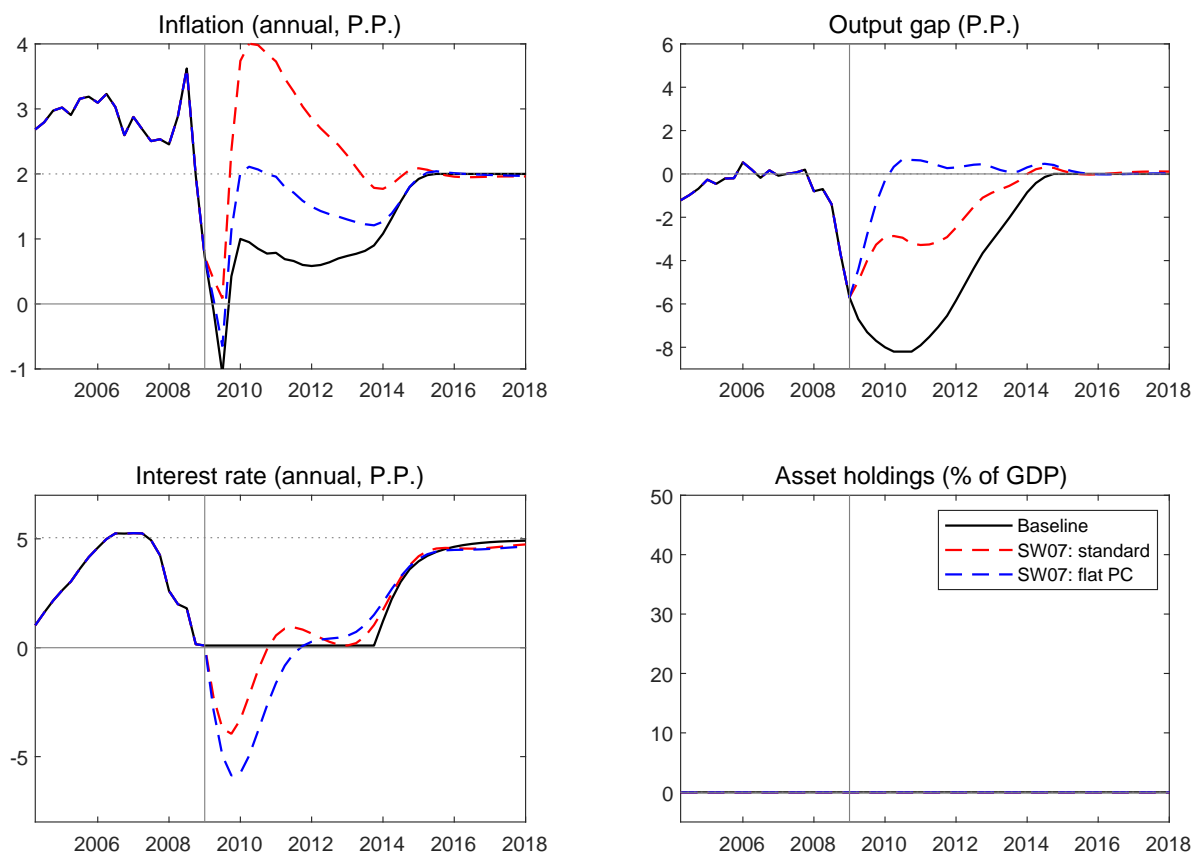 Inflation (annual, P.P.)
4
3
2
1
0
-1
2006 2008 2010 2012 2014 2016 2018
Output gap (P.P.)
6
4
2
0
-2
-4
-6
-8
2006 2008 2010 2012 2014 2016 2018
Interest rate (annual, P.P.)
5
0
-5
2006 2008 2010 2012 2014 2016 2018
Asset holdings (% of GDP)
50
40
30
20
10
0
Baseline
SW07: standard
SW07: flat PC
2006 2008 2010 2012 2014 2016 2018